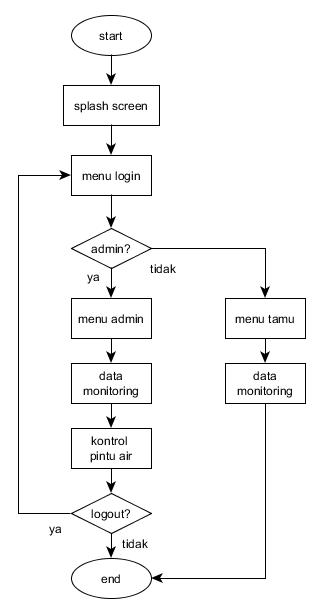 start
splash screen
menu login
admin?
ya
tidak
menu admin
menu tamu
data
monitoring
data
monitoring
kontrol
pintu air
logout?
ya
tidak
end